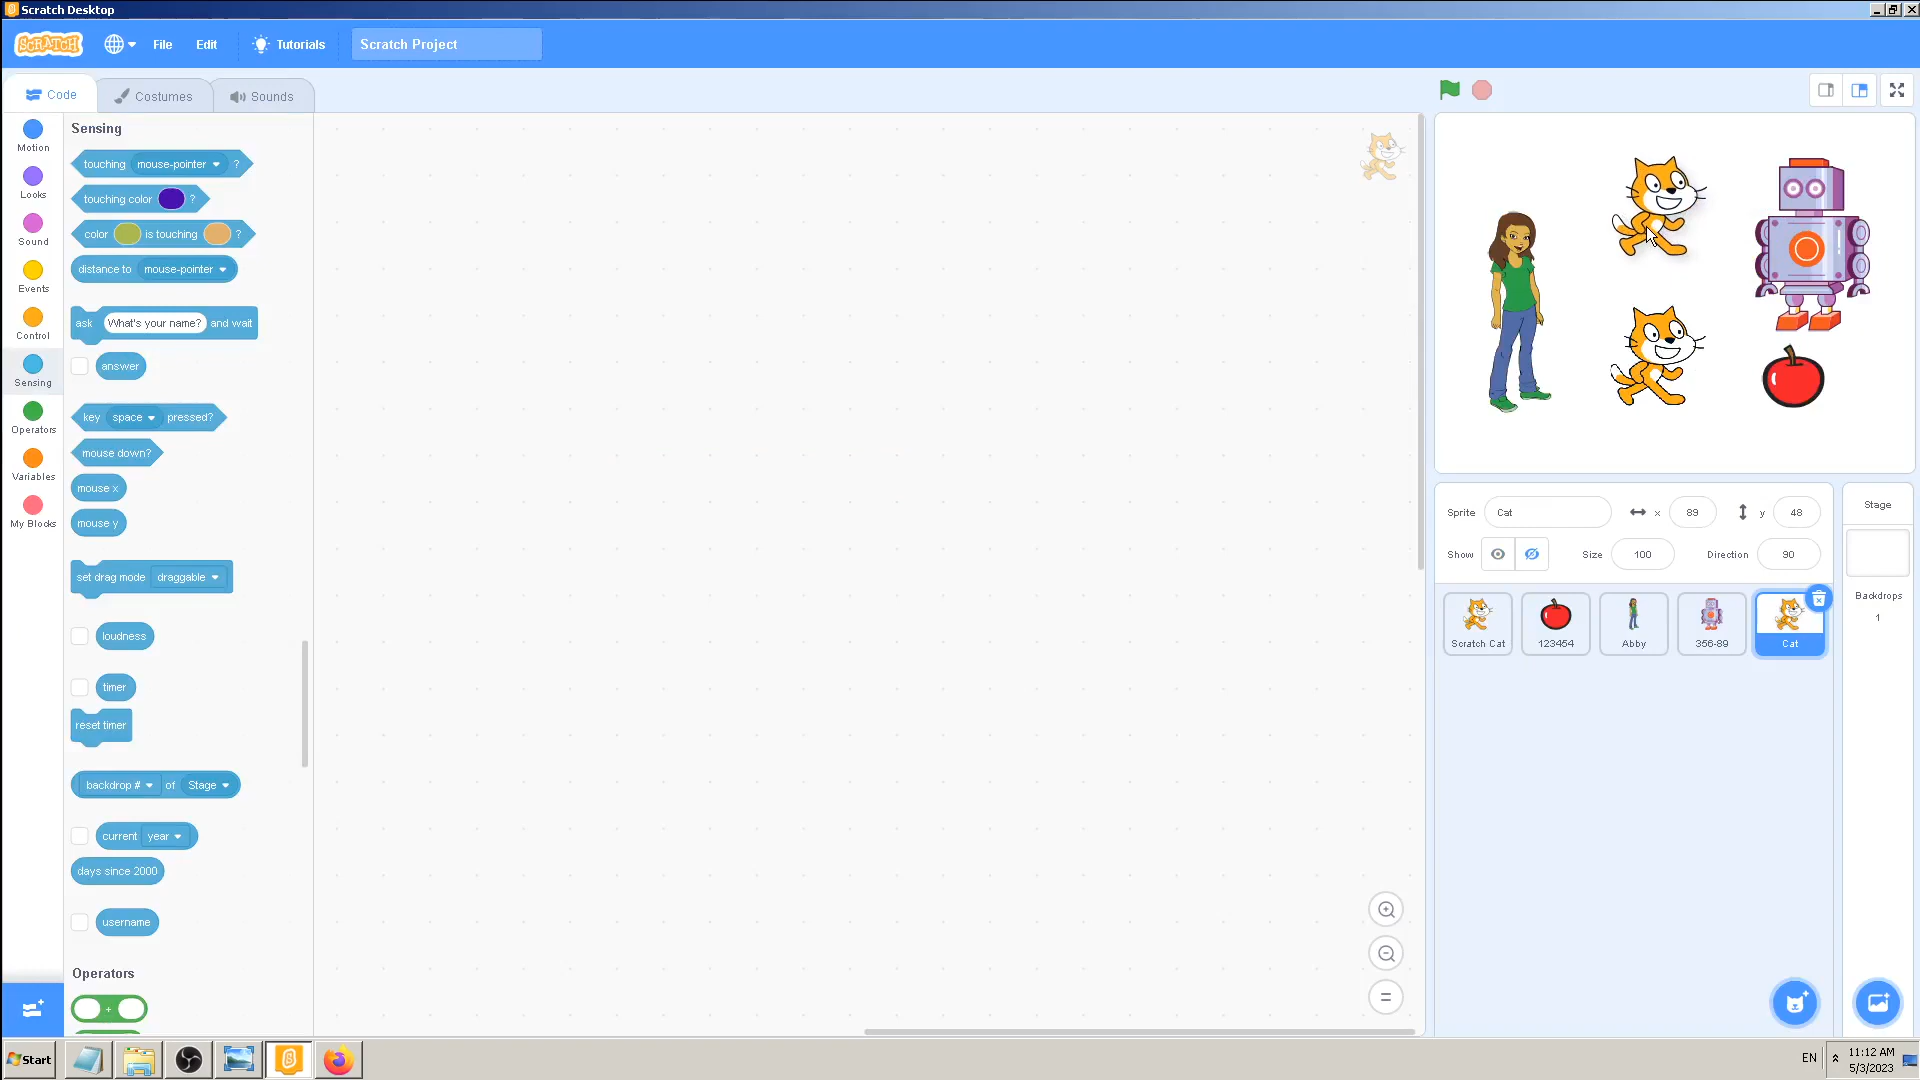 Scratch Desktop
SCRATCH
File
Edit
Tutorials
Scratch Project
Code
Costumes
Sounds
Motion
Looks
Sound
Events
Control
Sensing
Operators
Variables
My Blocks
Sensing
touching mouse-pointer ?
touching color ?
color is touching ?
distance to mouse-pointer
ask What's your name? and wait
answer
key space pressed?
mouse down?
mouse x
mouse y
set drag mode draggable
loudness
timer
reset timer
backdrop # of Stage
current year
days since 2000
username
Operators
+
Sprite Cat x 89 y 48
Show Size 100 Direction 90
Scratch Cat
123454
Abby
356-89
Cat
Stage
Backdrops
1
Start
EN
11:12 AM
5/3/2023